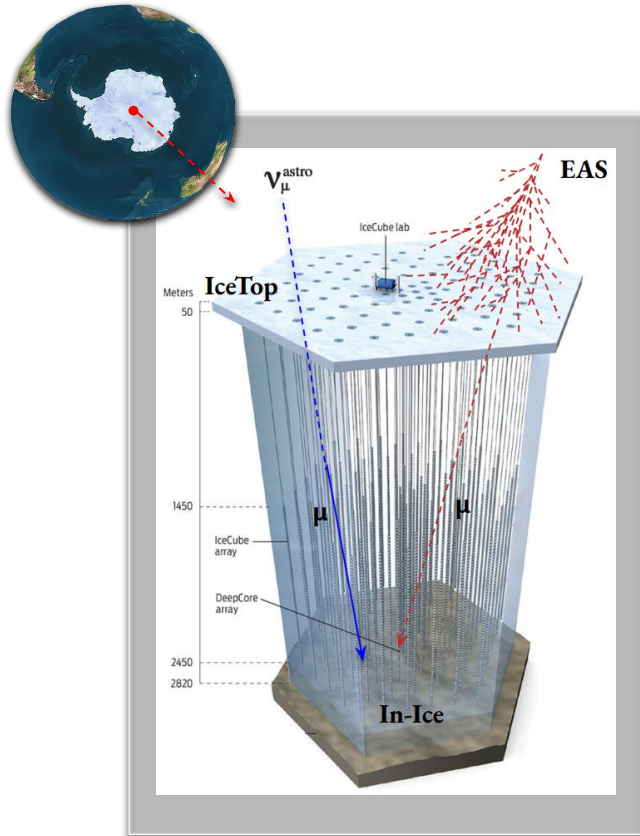 EAS
ν_μ^astro
IceCube lab
IceTop
Meters
50
1450
μ
μ
IceCube
array
DeepCore
array
2450
2820
In-Ice